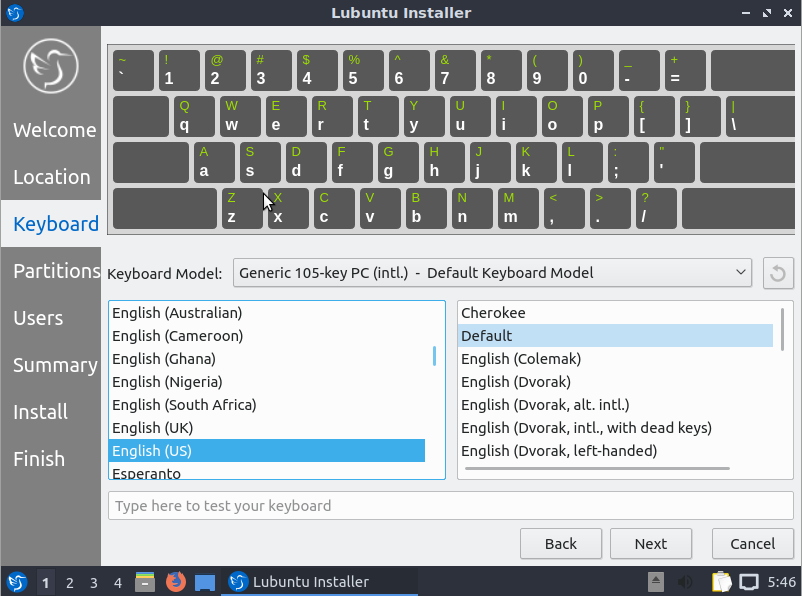 Lubuntu Installer
~ ! @ # $ % ^ & * ( ) _ +
` 1 2 3 4 5 6 7 8 9 0 - =
Q W E R T Y U I O P { } |
q w e r t y u i o p [ ] \
A S D F G H J K L : "
a s d f g h j k l ; '
Z X C V B N M < > ?
z x c v b n m , . /
Welcome
Location
Keyboard
Partitions
Users
Summary
Install
Finish
Keyboard Model: Generic 105-key PC (intl.) - Default Keyboard Model
English (Australian)
English (Cameroon)
English (Ghana)
English (Nigeria)
English (South Africa)
English (UK)
English (US)
Esperanto
Cherokee
Default
English (Colemak)
English (Dvorak)
English (Dvorak, alt. intl.)
English (Dvorak, intl., with dead keys)
English (Dvorak, left-handed)
Type here to test your keyboard
Back Next Cancel
1 2 3 4 Lubuntu Installer 5:46